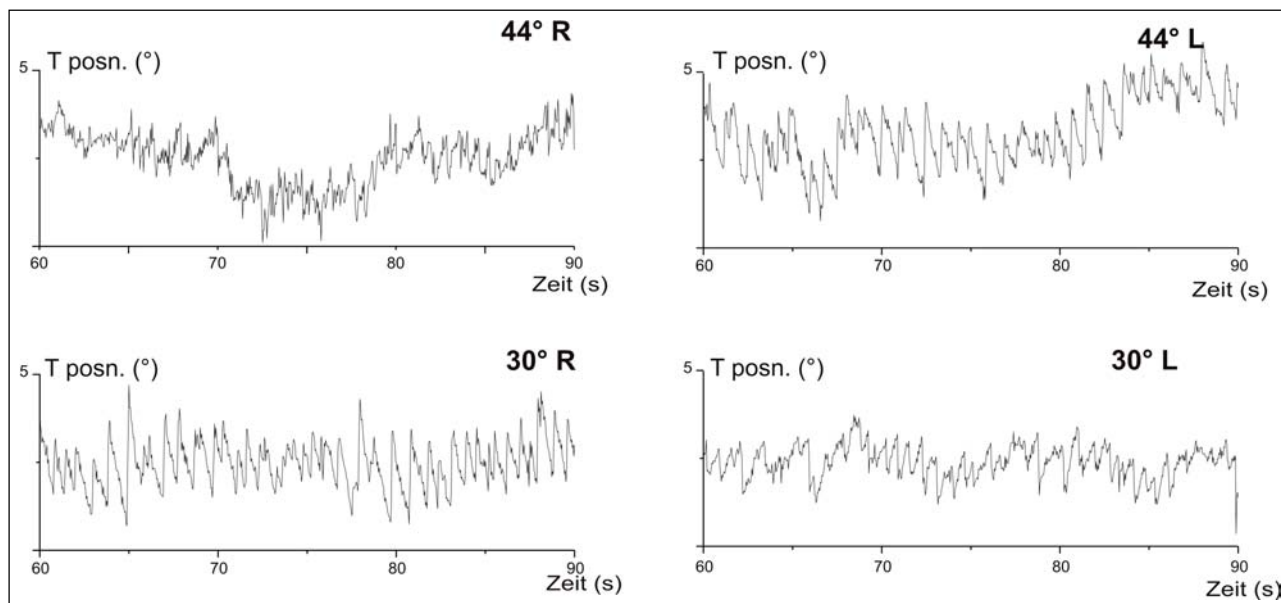 44° R
T posn. (°)
5
60 70 80 90
Zeit (s)
44° L
T posn. (°)
5
60 70 80 90
Zeit (s)
30° R
T posn. (°)
5
60 70 80 90
Zeit (s)
30° L
T posn. (°)
5
60 70 80 90
Zeit (s)